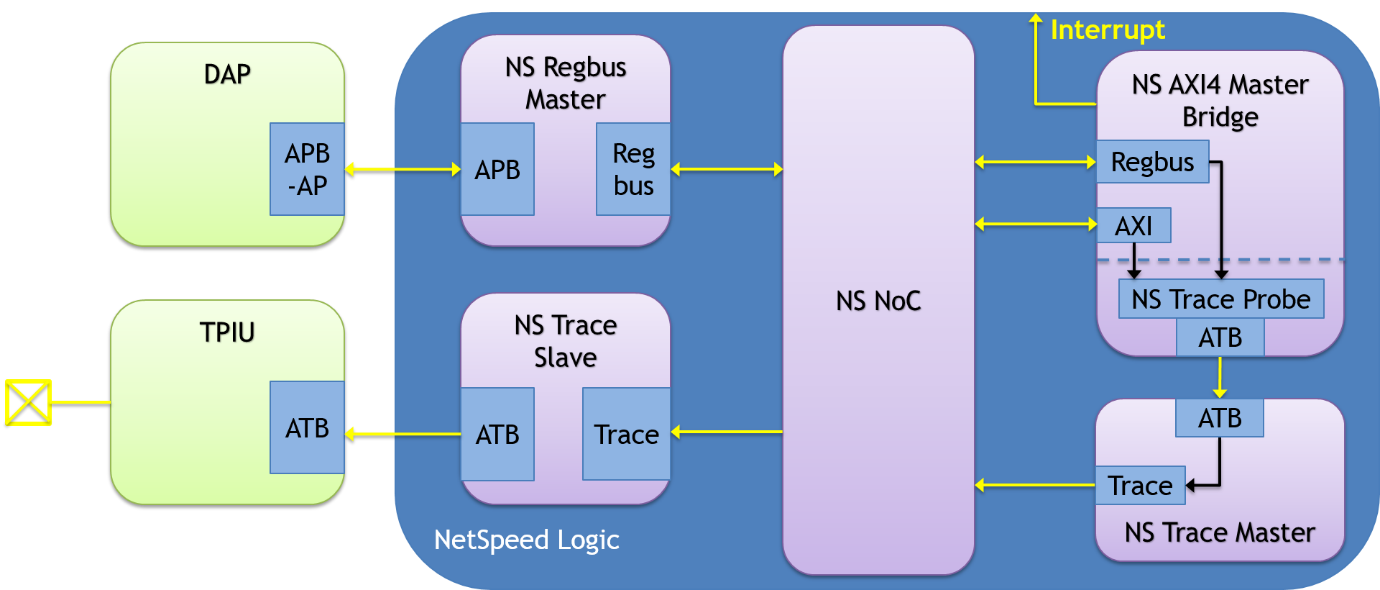 DAP
APB
-AP
NS Regbus
Master
APB
Reg
bus
NS NoC
Interrupt
NS AXI4 Master
Bridge
Regbus
AXI
NS Trace Probe
ATB
TPIU
ATB
NS Trace
Slave
ATB
Trace
ATB
Trace
NS Trace Master
NetSpeed Logic